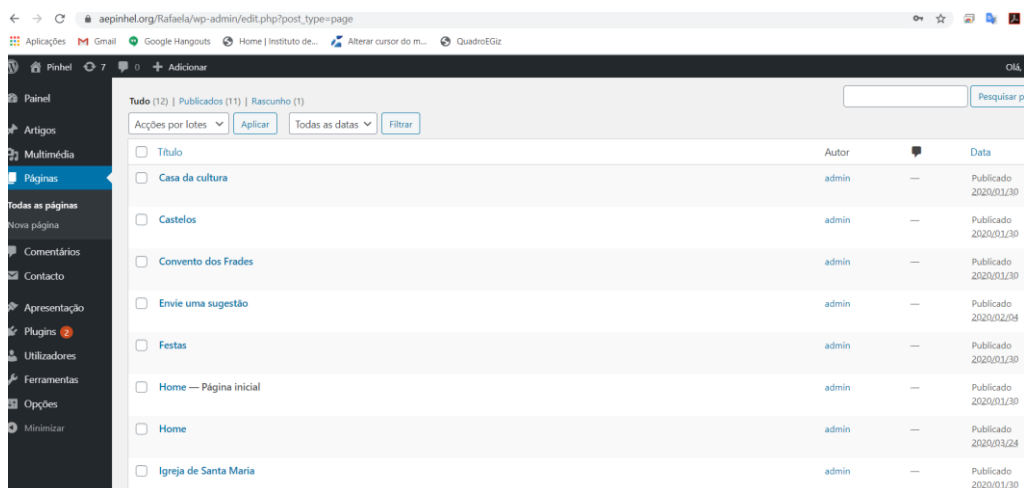 aepinhel.org/Rafaela/wp-admin/edit.php?post_type=page
Aplicações Gmail Google Hangouts Home | Instituto de... Alterar cursor do m... QuadroEGiz
Pinhel 7 0 + Adicionar Olá,
Painel
Artigos
Multimédia
Páginas
Todas as páginas
Nova página
Comentários
Contacto
Apresentação
Plugins 2
Utilizadores
Ferramentas
Opções
Minimizar
Tudo (12) | Publicados (11) | Rascunho (1)
Pesquisar p
Acções por lotes Aplicar Todas as datas Filtrar
Título Autor Data
Casa da cultura admin — Publicado
2020/01/30
Castelos admin — Publicado
2020/01/30
Convento dos Frades admin — Publicado
2020/01/30
Envie uma sugestão admin — Publicado
2020/02/04
Festas admin — Publicado
2020/01/30
Home — Página inicial admin — Publicado
2020/01/30
Home admin — Publicado
2020/03/24
Igreja de Santa Maria admin — Publicado
2020/01/30